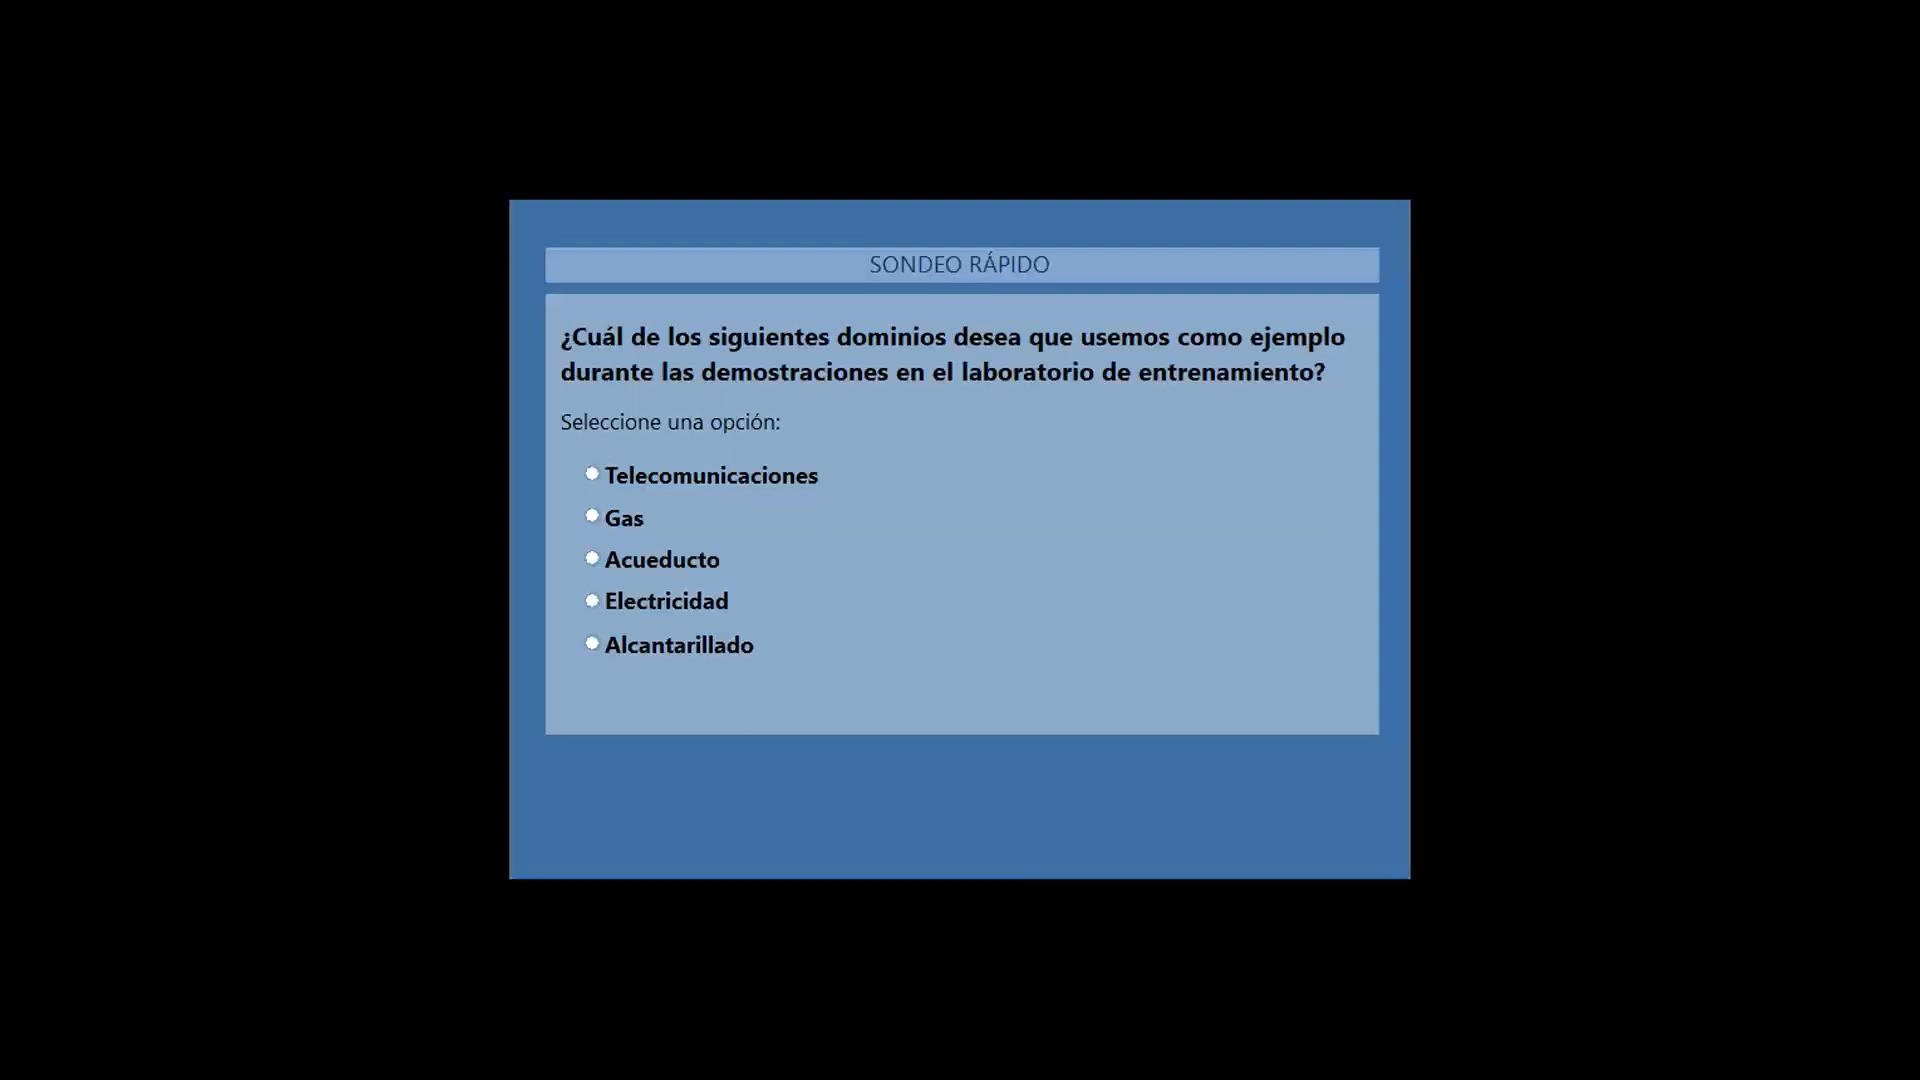 SONDEO RÁPIDO
¿Cuál de los siguientes dominios desea que usemos como ejemplo
durante las demostraciones en el laboratorio de entrenamiento?
Seleccione una opción:
Telecomunicaciones
Gas
Acueducto
Electricidad
Alcantarillado